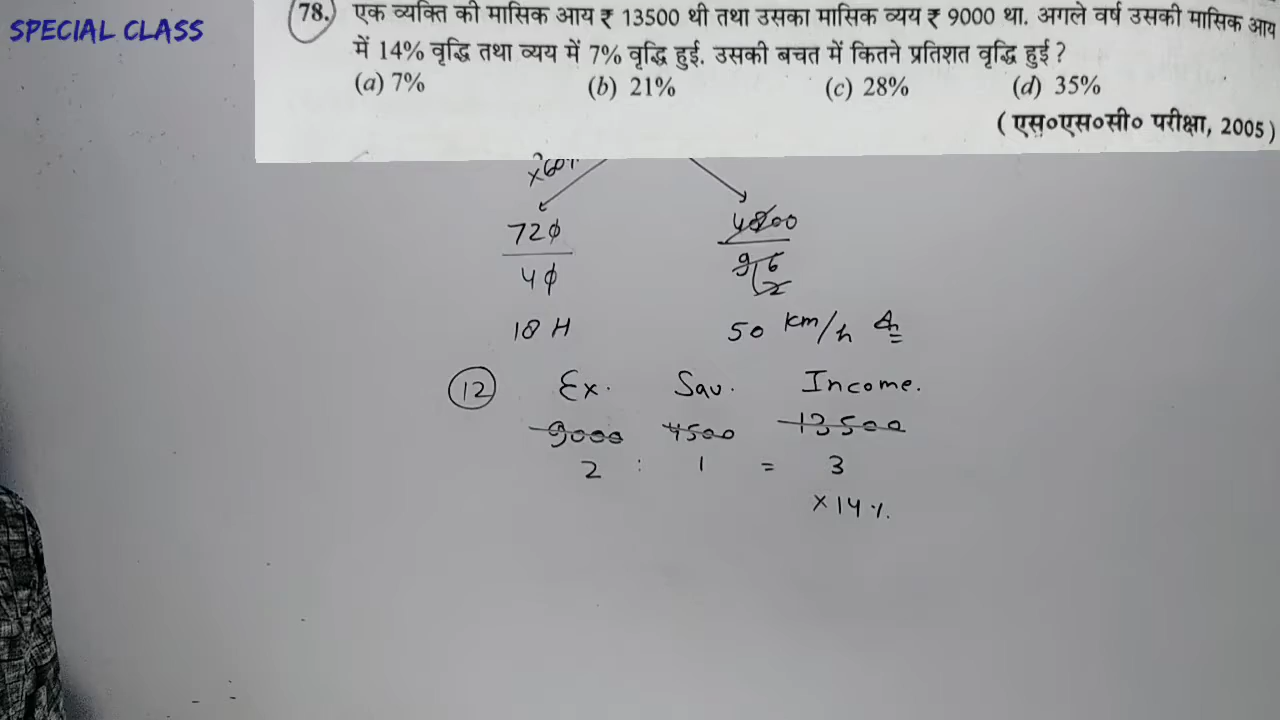 SPECIAL CLASS
78. एक व्यक्ति की मासिक आय ₹ 13500 थी तथा उसका मासिक व्यय ₹ 9000 था. अगले वर्ष उसकी मासिक आय
में 14% वृद्धि तथा व्यय में 7% वृद्धि हुई. उसकी बचत में कितने प्रतिशत वृद्धि हुई ?
(a) 7% (b) 21% (c) 28% (d) 35%
( एस०एस०सी० परीक्षा, 2005 )
720
40
18 H 50 km/h
12 Ex. Sav. Income.
9000 4500 13500
2 : 1 = 3
×14%.